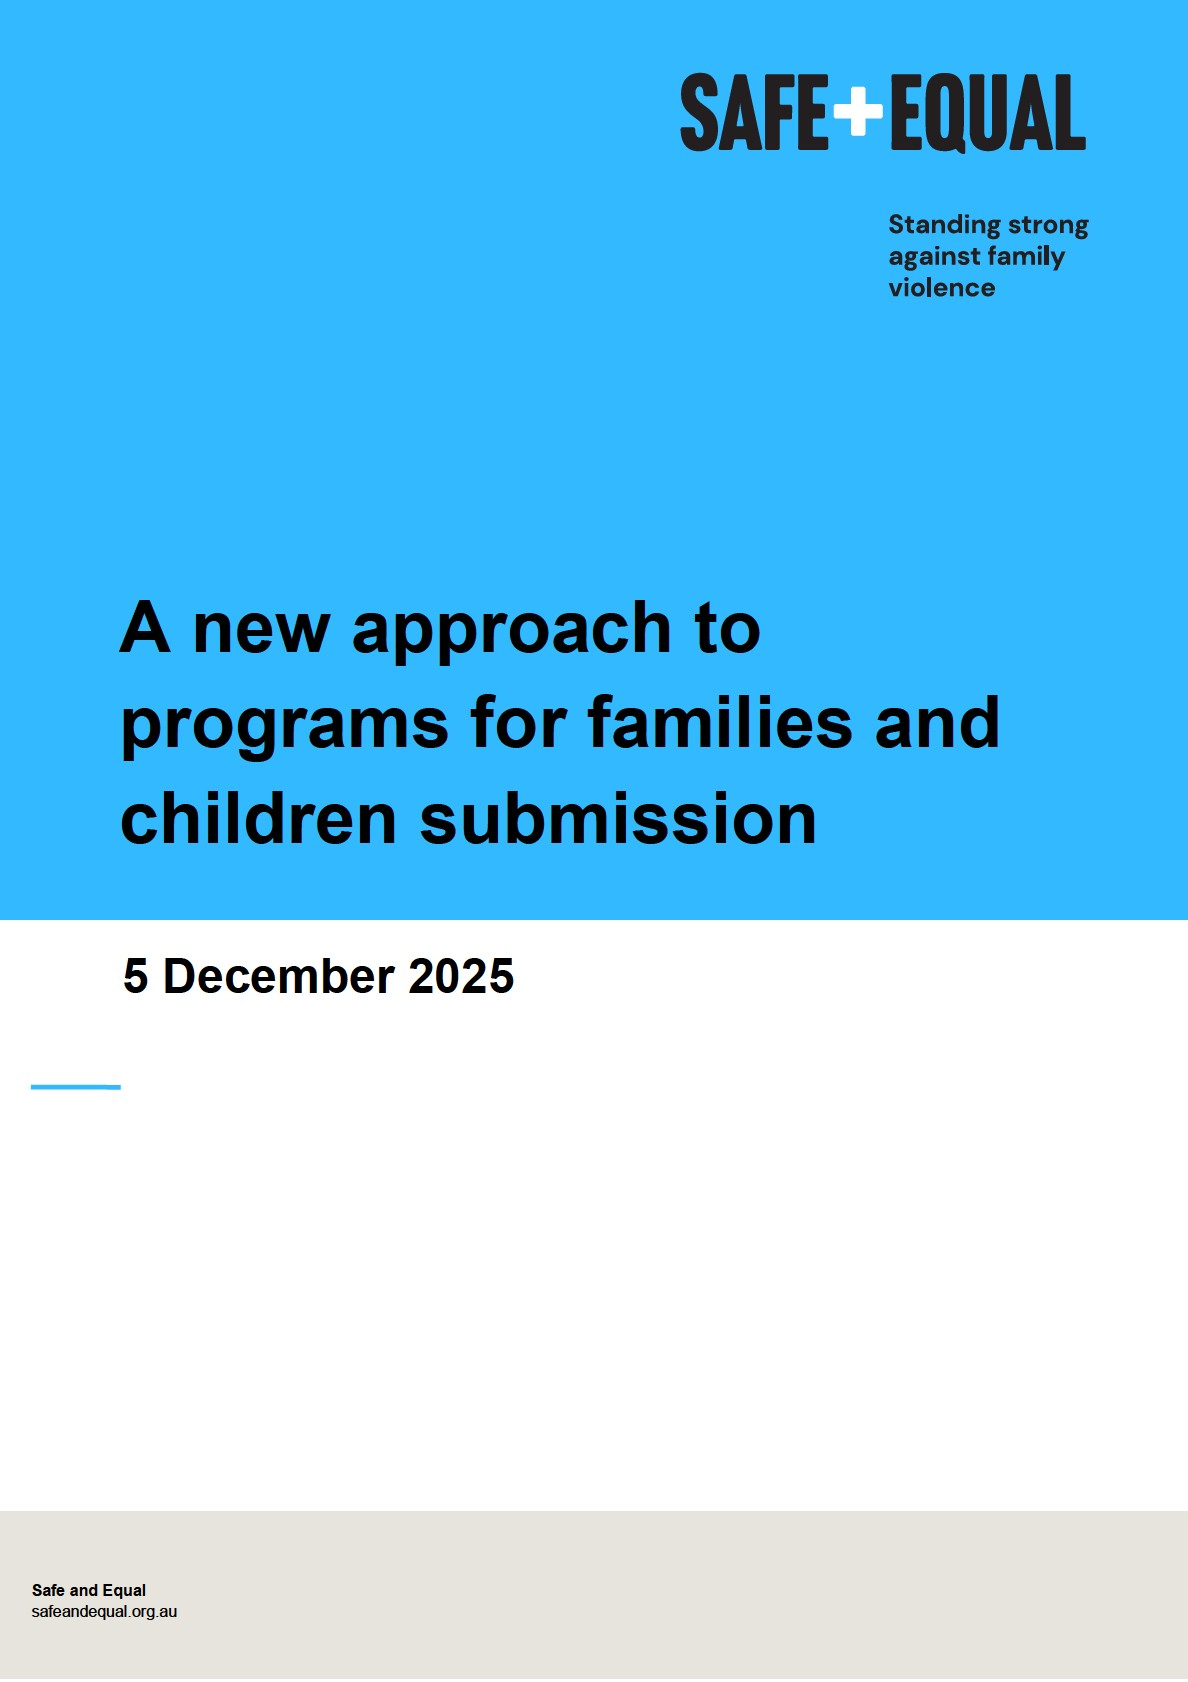 SAFE+EQUAL
Standing strong
against family
violence
A new approach to
programs for families and
children submission
5 December 2025
Safe and Equal
safeandequal.org.au